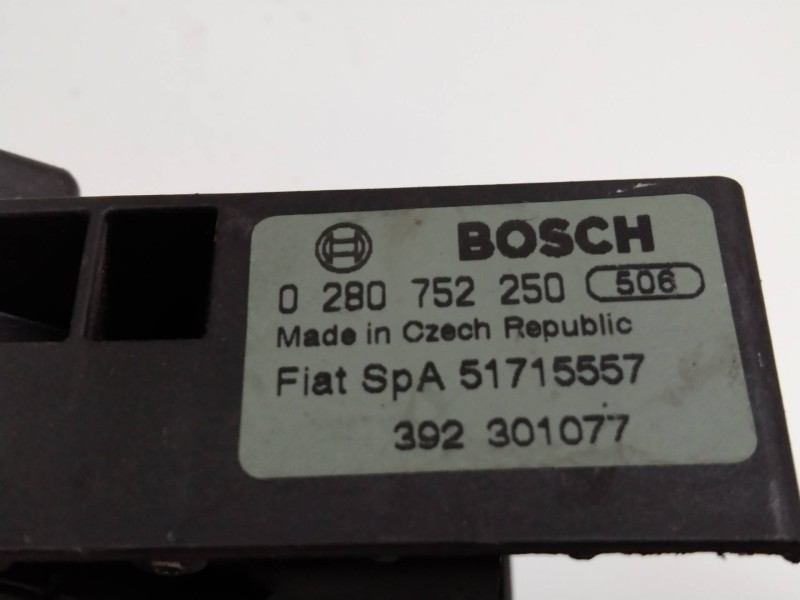 BOSCH
0 280 752 250 506
Made in Czech Republic
Fiat SpA 51715557
392 301077